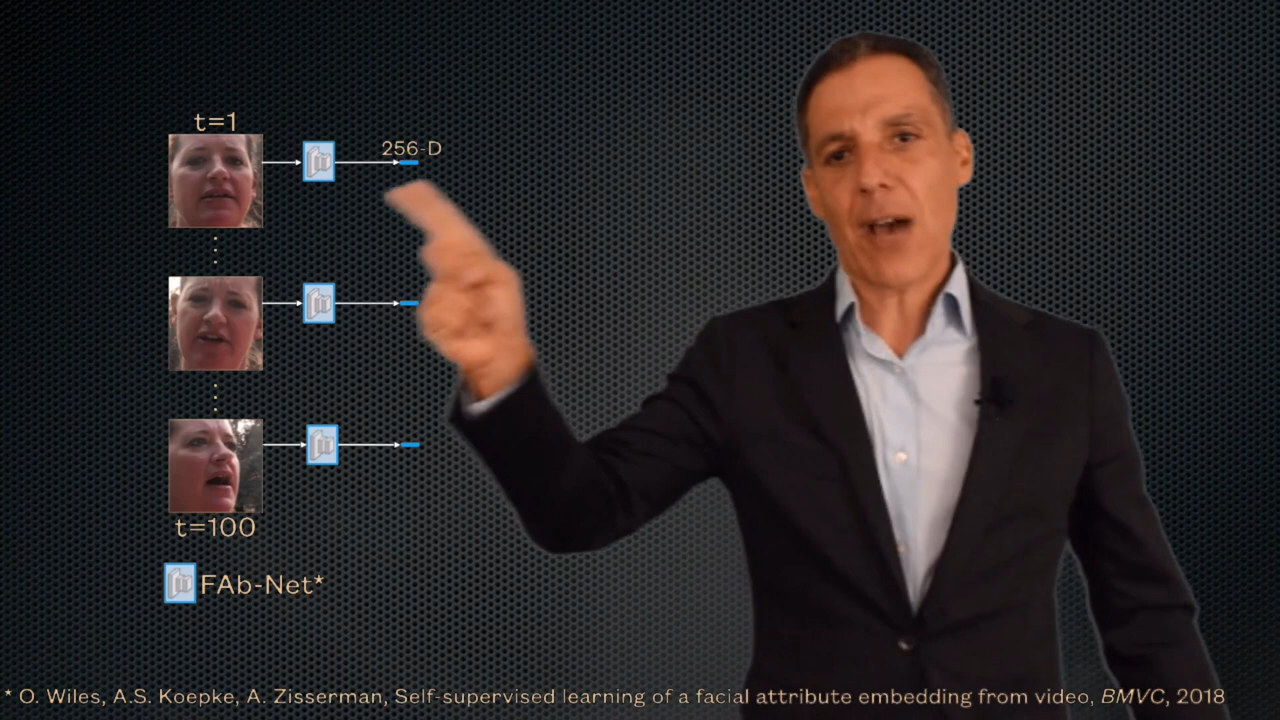 t=1
256-D
t=100
FAb-Net*
* O. Wiles, A.S. Koepke, A. Zisserman, Self-supervised learning of a facial attribute embedding from video, BMVC, 2018